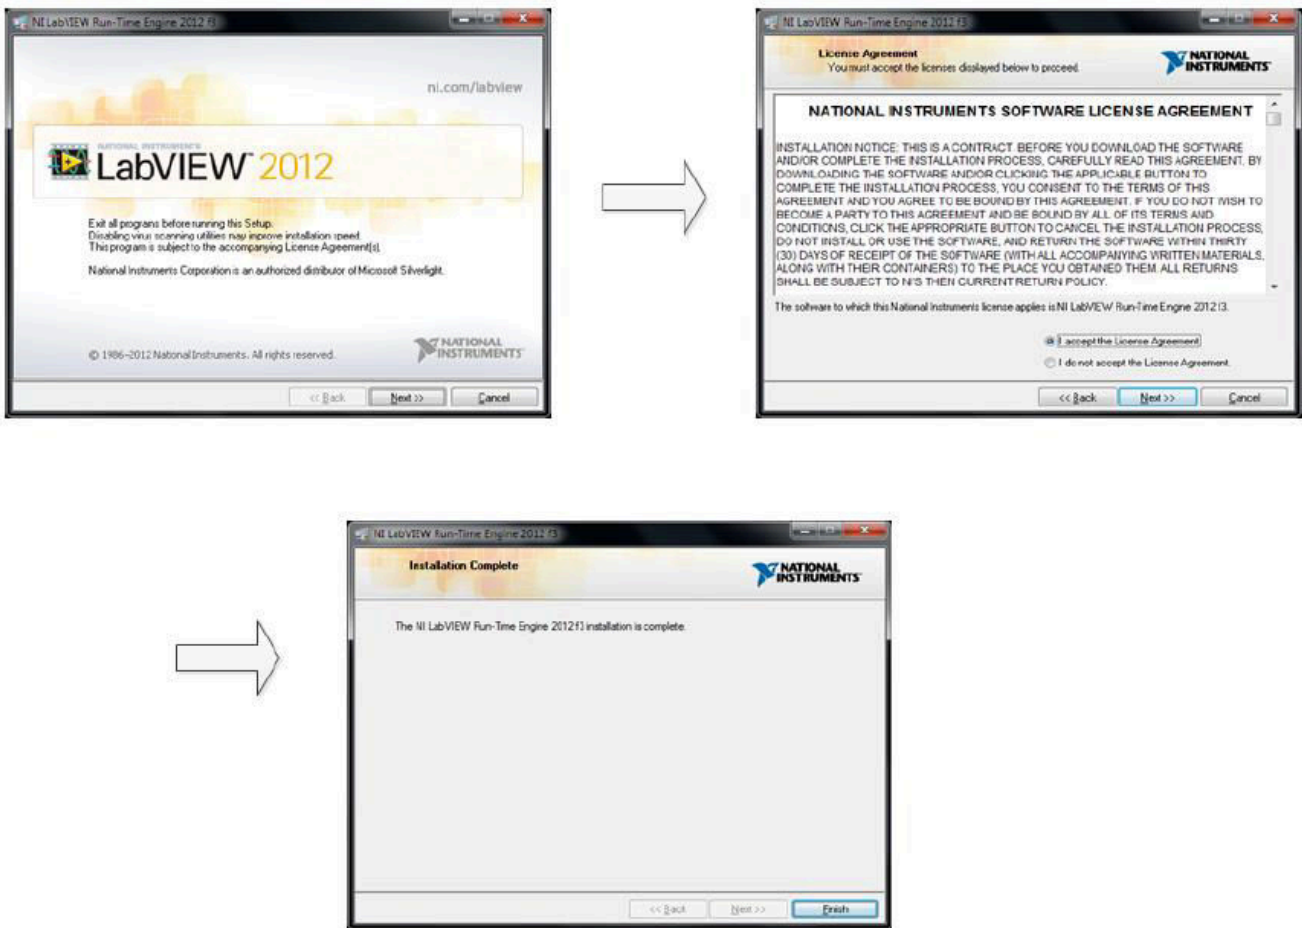 NI LabVIEW Run-Time Engine 2012 f3
ni.com/labview
NATIONAL INSTRUMENTS
LabVIEW™ 2012
Exit all programs before running this Setup.
Disabling virus scanning utilities may improve installation speed.
This program is subject to the accompanying License Agreement(s).
National Instruments Corporation is an authorized distributor of Microsoft Silverlight.
© 1986–2012 National Instruments. All rights reserved.
NATIONAL
INSTRUMENTS
<< Back Next >> Cancel
NI LabVIEW Run-Time Engine 2012 f3
License Agreement
You must accept the licenses displayed below to proceed.
NATIONAL
INSTRUMENTS
NATIONAL INSTRUMENTS SOFTWARE LICENSE AGREEMENT
INSTALLATION NOTICE: THIS IS A CONTRACT. BEFORE YOU DOWNLOAD THE SOFTWARE
AND/OR COMPLETE THE INSTALLATION PROCESS, CAREFULLY READ THIS AGREEMENT. BY
DOWNLOADING THE SOFTWARE AND/OR CLICKING THE APPLICABLE BUTTON TO
COMPLETE THE INSTALLATION PROCESS, YOU CONSENT TO THE TERMS OF THIS
AGREEMENT AND YOU AGREE TO BE BOUND BY THIS AGREEMENT. IF YOU DO NOT WISH TO
BECOME A PARTY TO THIS AGREEMENT AND BE BOUND BY ALL OF ITS TERMS AND
CONDITIONS, CLICK THE APPROPRIATE BUTTON TO CANCEL THE INSTALLATION PROCESS,
DO NOT INSTALL OR USE THE SOFTWARE, AND RETURN THE SOFTWARE WITHIN THIRTY
(30) DAYS OF RECEIPT OF THE SOFTWARE (WITH ALL ACCOMPANYING WRITTEN MATERIALS,
ALONG WITH THEIR CONTAINERS) TO THE PLACE YOU OBTAINED THEM. ALL RETURNS
SHALL BE SUBJECT TO NI'S THEN CURRENT RETURN POLICY.
The software to which this National Instruments license applies is NI LabVIEW Run-Time Engine 2012 f3.
I accept the License Agreement.
I do not accept the License Agreement.
<< Back Next >> Cancel
NI LabVIEW Run-Time Engine 2012 f3
Installation Complete
NATIONAL
INSTRUMENTS
The NI LabVIEW Run-Time Engine 2012 f3 installation is complete.
<< Back Next >> Finish